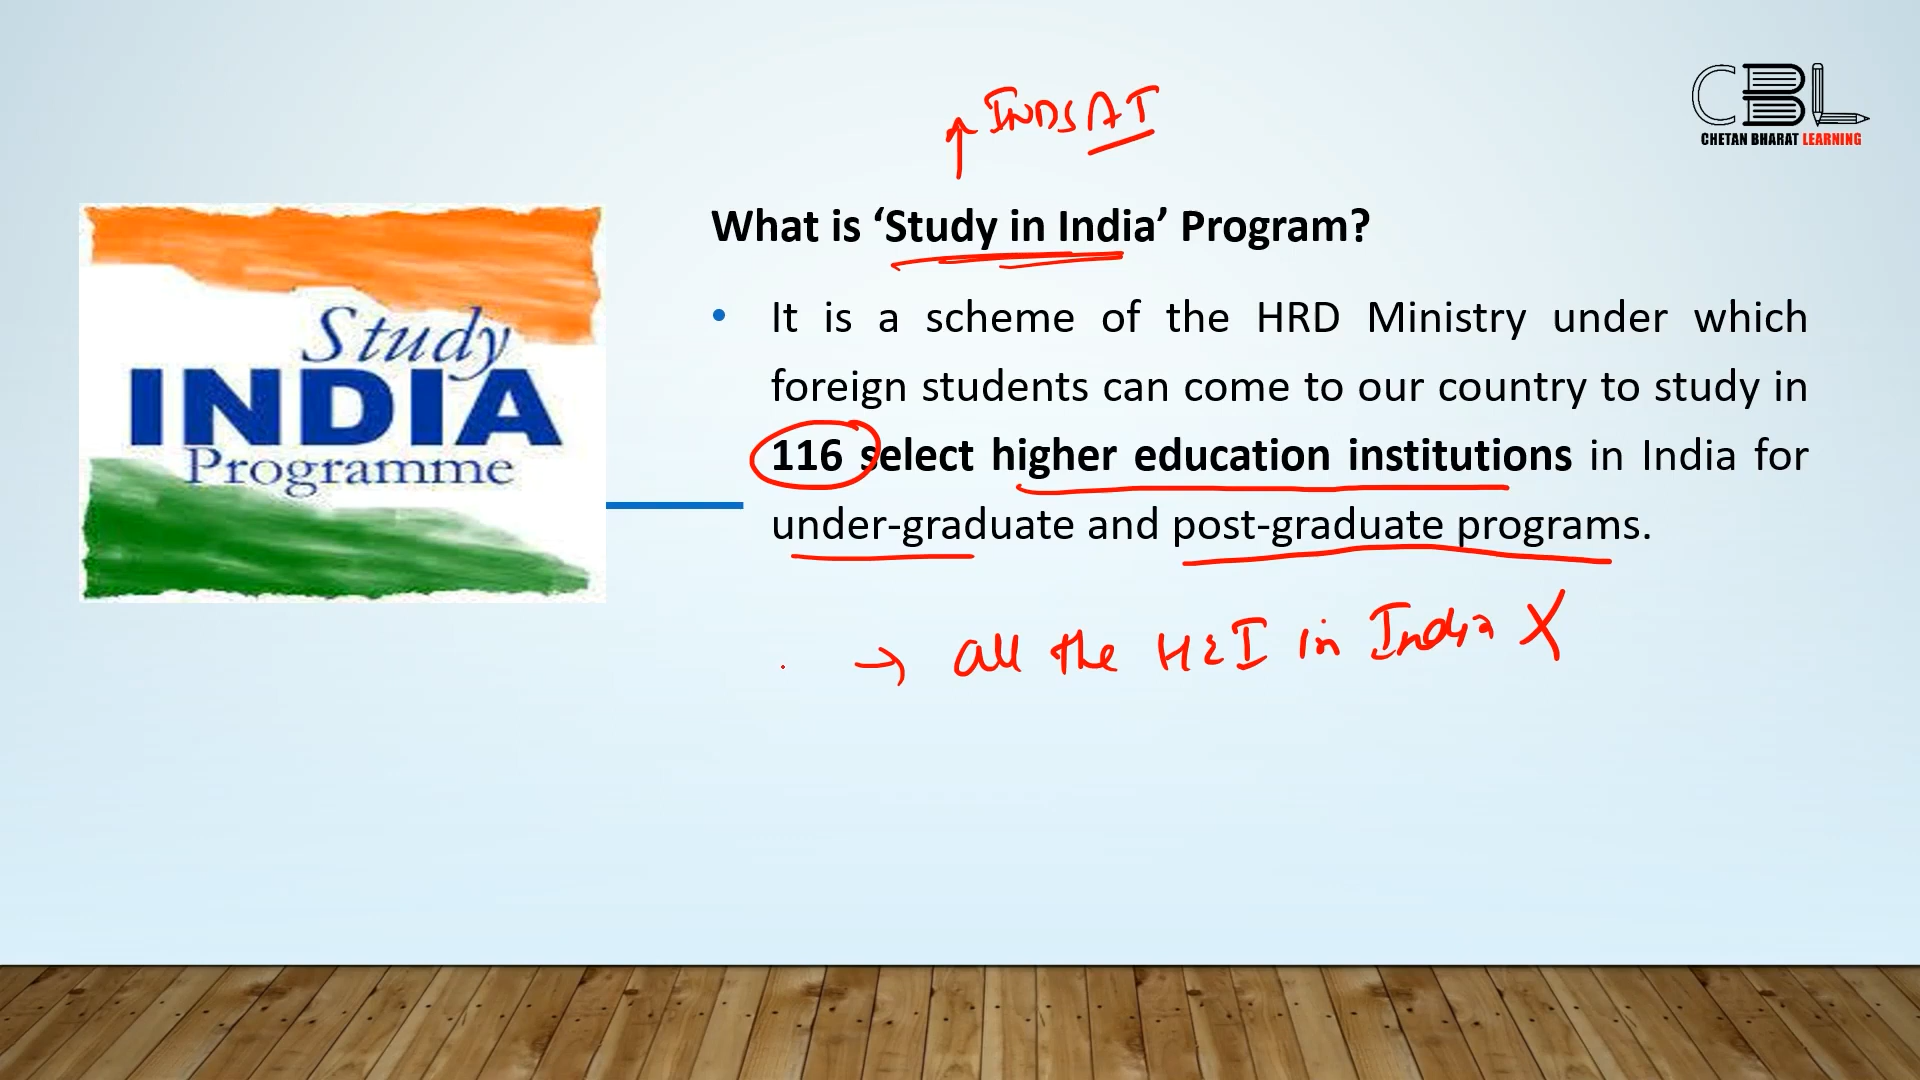 INDSAT
CBL
CHETAN BHARAT LEARNING
What is ‘Study in India’ Program?
Study
INDIA
Programme
• It is a scheme of the HRD Ministry under which
foreign students can come to our country to study in
116 select higher education institutions in India for
under-graduate and post-graduate programs.
→ all the HEI in India X